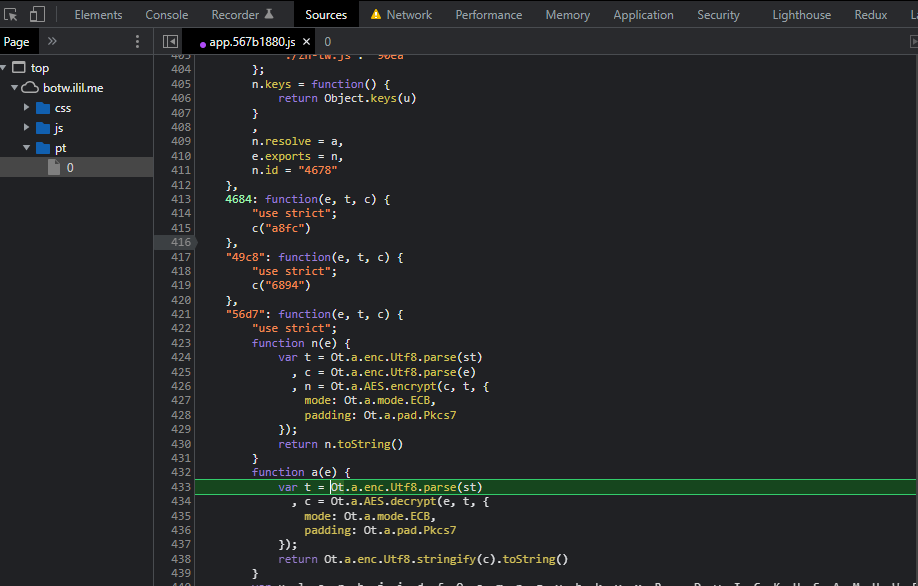 Elements Console Recorder Sources Network Performance Memory Application Security Lighthouse Redux
Page » app.567b1880.js × 0
top
botw.ilil.me
css
js
pt
0
403 "./zh-tw.js": "90ea"
404 };
405 n.keys = function() {
406 return Object.keys(u)
407 }
408 ,
409 n.resolve = a,
410 e.exports = n,
411 n.id = "4678"
412 },
413 4684: function(e, t, c) {
414 "use strict";
415 c("a8fc")
416 },
417 "49c8": function(e, t, c) {
418 "use strict";
419 c("6894")
420 },
421 "56d7": function(e, t, c) {
422 "use strict";
423 function n(e) {
424 var t = Ot.a.enc.Utf8.parse(st)
425 , c = Ot.a.enc.Utf8.parse(e)
426 , n = Ot.a.AES.encrypt(c, t, {
427 mode: Ot.a.mode.ECB,
428 padding: Ot.a.pad.Pkcs7
429 });
430 return n.toString()
431 }
432 function a(e) {
433 var t = Ot.a.enc.Utf8.parse(st)
434 , c = Ot.a.AES.decrypt(e, t, {
435 mode: Ot.a.mode.ECB,
436 padding: Ot.a.pad.Pkcs7
437 });
438 return Ot.a.enc.Utf8.stringify(c).toString()
439 }